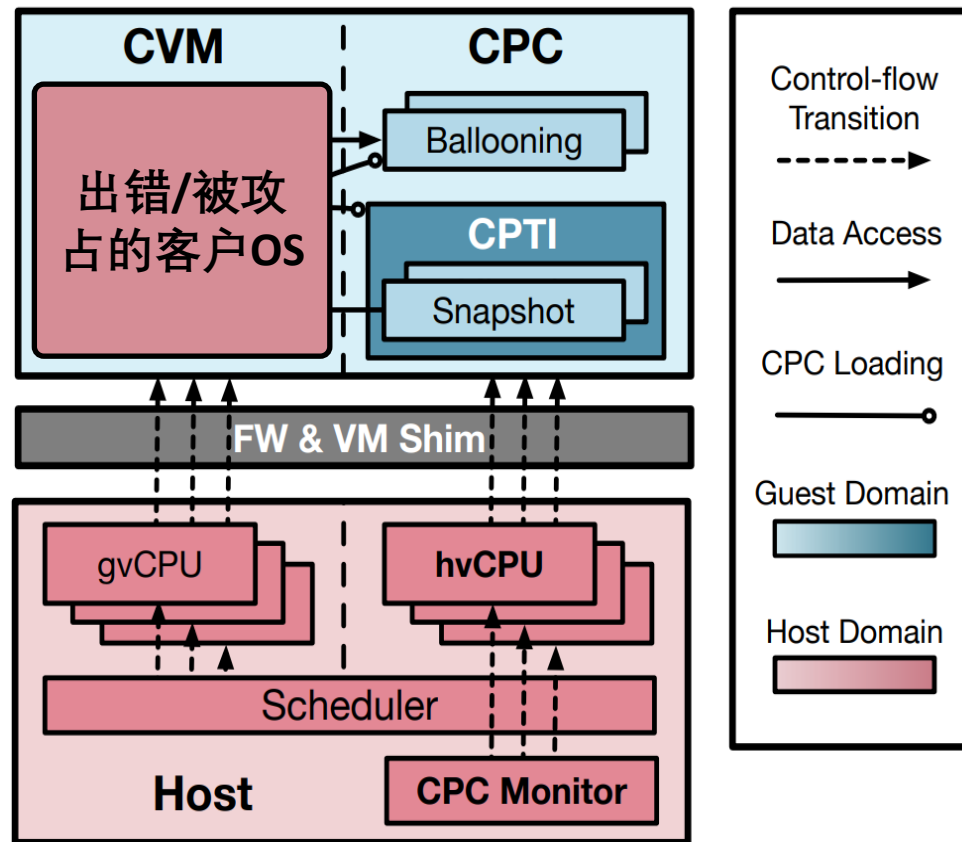 CVM
CPC
出错/被攻
占的客户OS
Ballooning
CPTI
Snapshot
FW & VM Shim
gvCPU
hvCPU
Scheduler
Host
CPC Monitor
Control-flow
Transition
Data Access
CPC Loading
Guest Domain
Host Domain